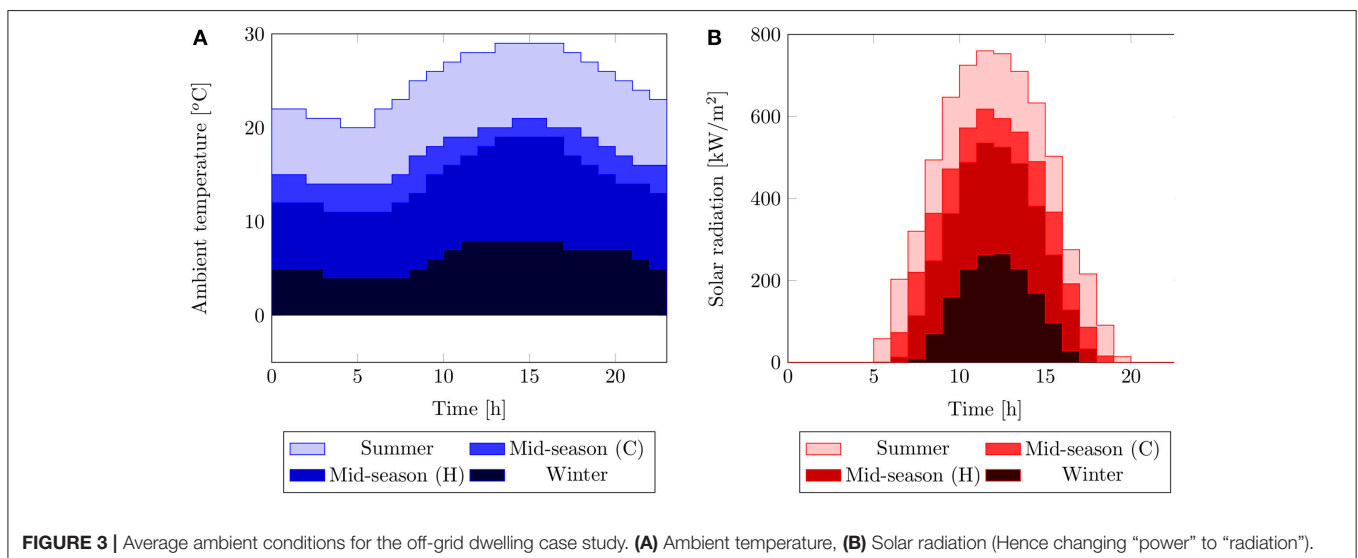 A
30
20
10
0
Ambient temperature [°C]
0 5 10 15 20
Time [h]
Summer Mid-season (C)
Mid-season (H) Winter
B
800
600
400
200
0
Solar radiation [kW/m²]
0 5 10 15 20
Time [h]
Summer Mid-season (C)
Mid-season (H) Winter
FIGURE 3 | Average ambient conditions for the off-grid dwelling case study. (A) Ambient temperature, (B) Solar radiation (Hence changing “power” to “radiation”).